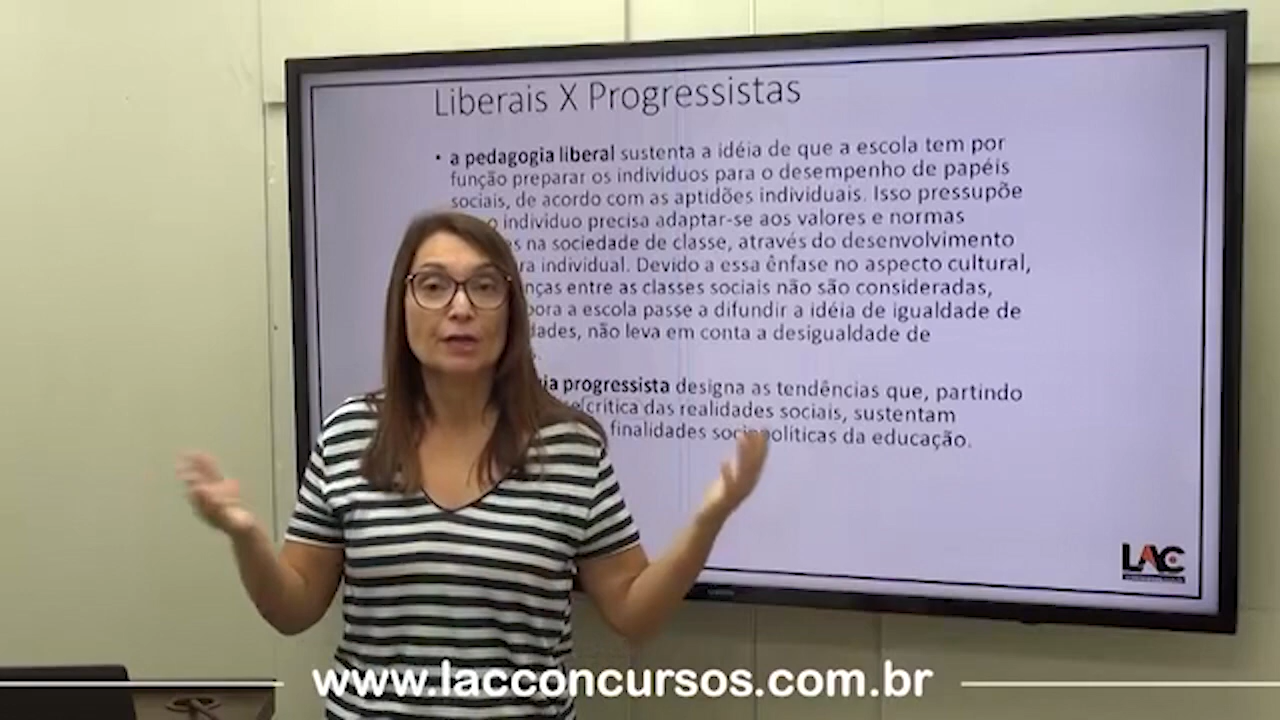 Liberais X Progressistas
• a pedagogia liberal sustenta a idéia de que a escola tem por
função preparar os indivíduos para o desempenho de papéis
sociais, de acordo com as aptidões individuais. Isso pressupõe
o indivíduo precisa adaptar-se aos valores e normas
na sociedade de classe, através do desenvolvimento
individual. Devido a essa ênfase no aspecto cultural,
entre as classes sociais não são consideradas,
a escola passe a difundir a idéia de igualdade de
não leva em conta a desigualdade de
progressista designa as tendências que, partindo
critica das realidades sociais, sustentam
finalidades sociopolíticas da educação.
LAC
www.lacconcursos.com.br